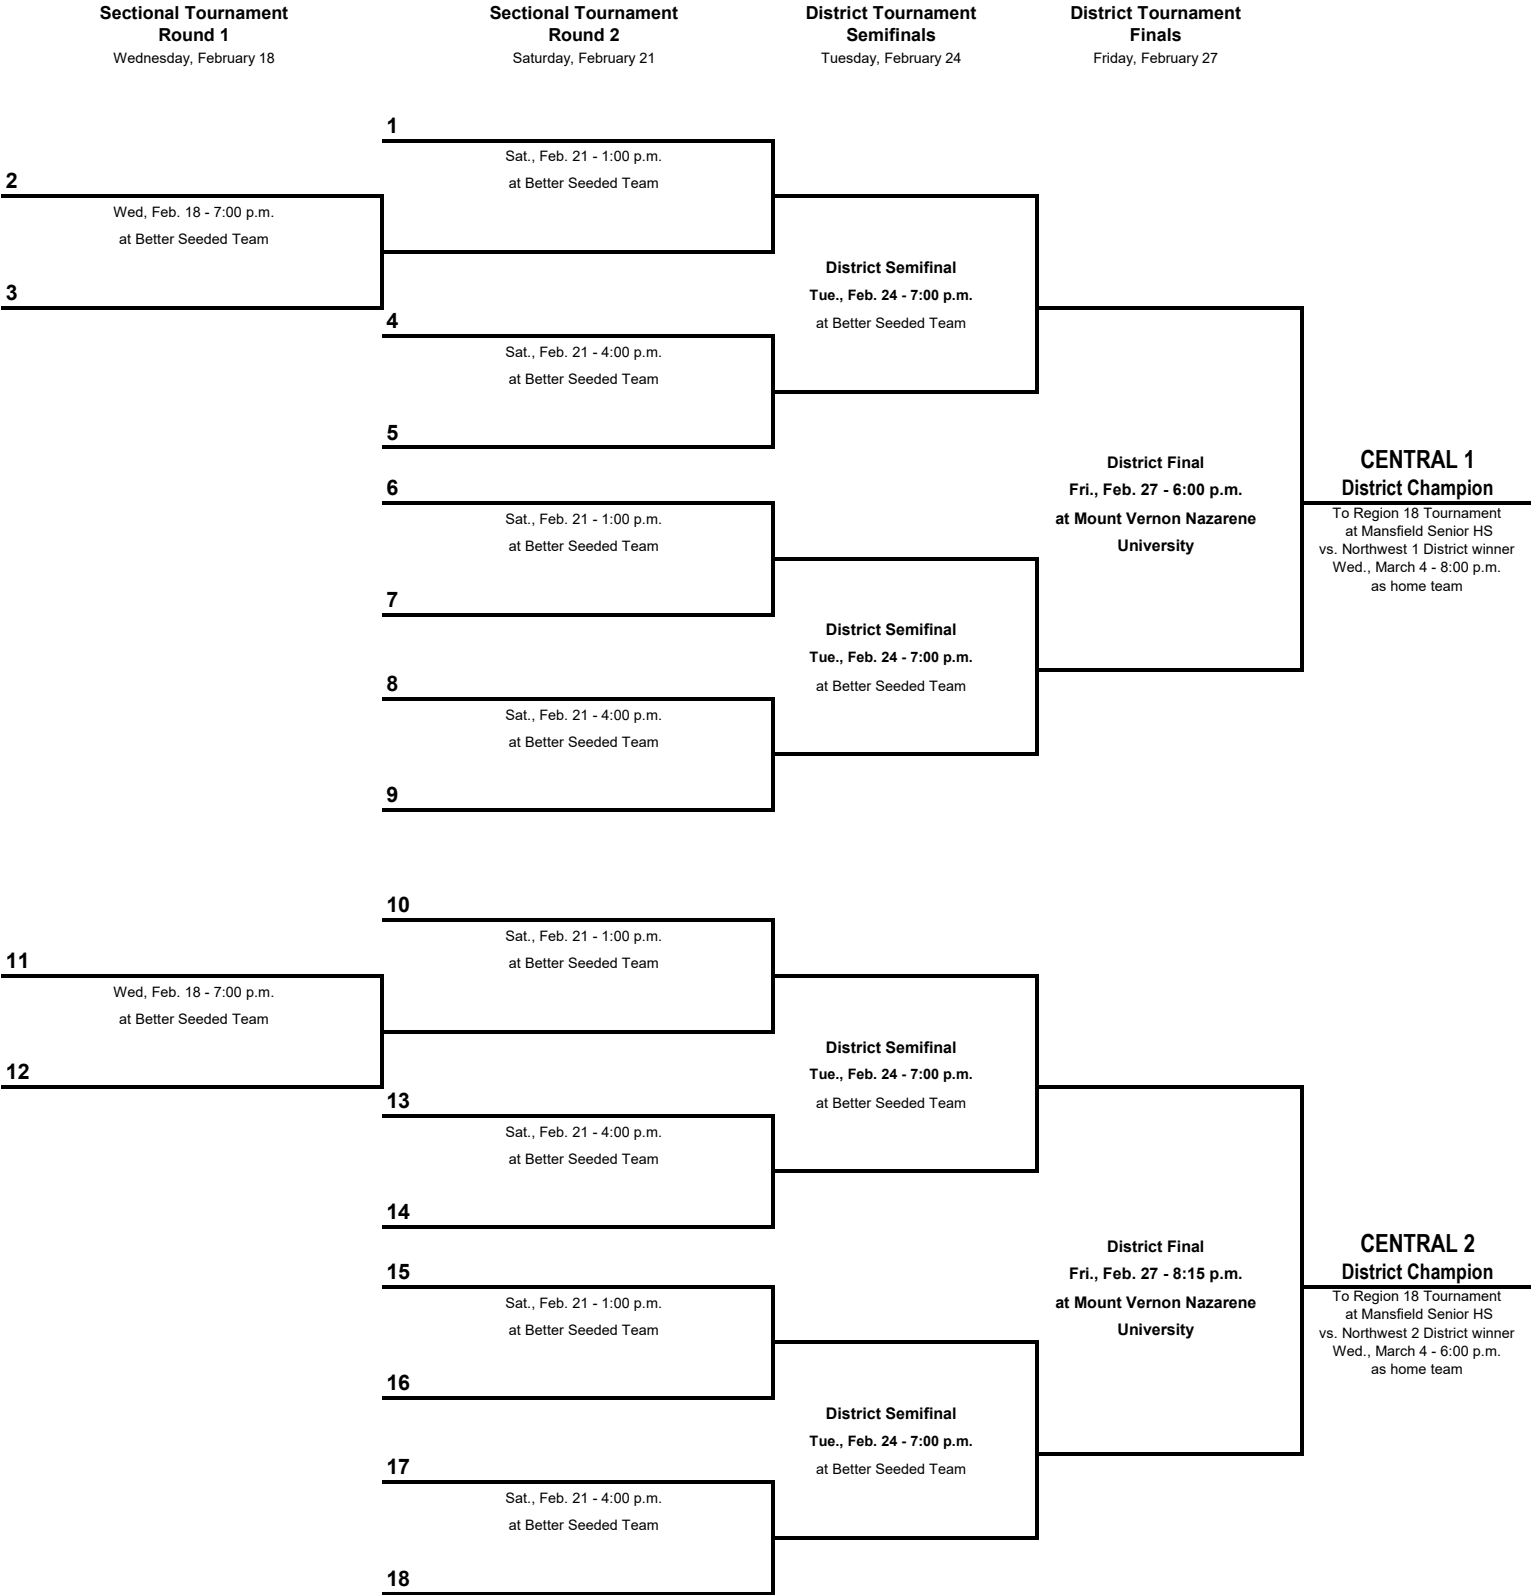 Sectional Tournament
Round 1
Wednesday, February 18
Sectional Tournament
Round 2
Saturday, February 21
District Tournament
Semifinals
Tuesday, February 24
District Tournament
Finals
Friday, February 27
1
Sat., Feb. 21 - 1:00 p.m.
at Better Seeded Team
2
Wed, Feb. 18 - 7:00 p.m.
at Better Seeded Team
3
District Semifinal
Tue., Feb. 24 - 7:00 p.m.
at Better Seeded Team
4
Sat., Feb. 21 - 4:00 p.m.
at Better Seeded Team
5
District Final
Fri., Feb. 27 - 6:00 p.m.
at Mount Vernon Nazarene
University
CENTRAL 1
District Champion
To Region 18 Tournament
at Mansfield Senior HS
vs. Northwest 1 District winner
Wed., March 4 - 8:00 p.m.
as home team
6
Sat., Feb. 21 - 1:00 p.m.
at Better Seeded Team
7
District Semifinal
Tue., Feb. 24 - 7:00 p.m.
at Better Seeded Team
8
Sat., Feb. 21 - 4:00 p.m.
at Better Seeded Team
9
10
Sat., Feb. 21 - 1:00 p.m.
at Better Seeded Team
11
Wed, Feb. 18 - 7:00 p.m.
at Better Seeded Team
12
District Semifinal
Tue., Feb. 24 - 7:00 p.m.
at Better Seeded Team
13
Sat., Feb. 21 - 4:00 p.m.
at Better Seeded Team
14
District Final
Fri., Feb. 27 - 8:15 p.m.
at Mount Vernon Nazarene
University
CENTRAL 2
District Champion
To Region 18 Tournament
at Mansfield Senior HS
vs. Northwest 2 District winner
Wed., March 4 - 6:00 p.m.
as home team
15
Sat., Feb. 21 - 1:00 p.m.
at Better Seeded Team
16
District Semifinal
Tue., Feb. 24 - 7:00 p.m.
at Better Seeded Team
17
Sat., Feb. 21 - 4:00 p.m.
at Better Seeded Team
18